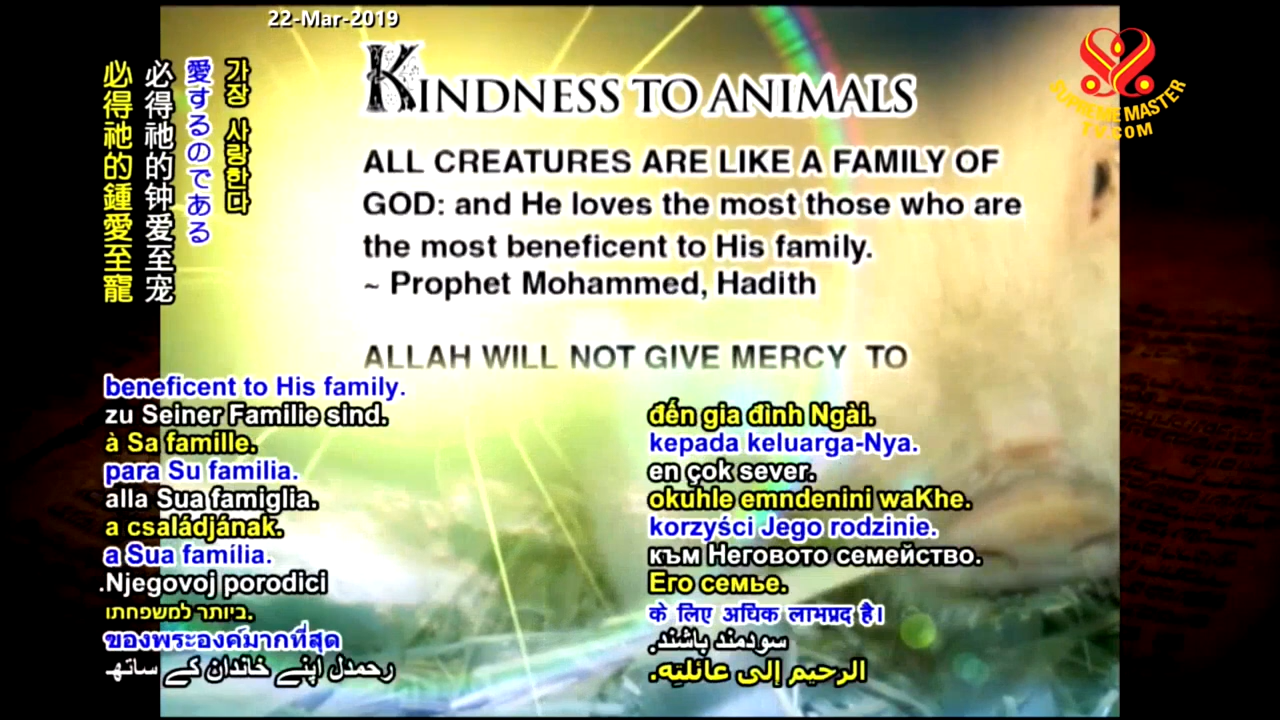 22-Mar-2019
SUPREME MASTER
TV.COM
KINDNESS TO ANIMALS
ALL CREATURES ARE LIKE A FAMILY OF
GOD: and He loves the most those who are
the most beneficent to His family.
~ Prophet Mohammed, Hadith
ALLAH WILL NOT GIVE MERCY TO
가장 사랑한다
愛するのである
必得祂的钟爱至宠
必得祂的鍾愛至寵
beneficent to His family.
zu Seiner Familie sind.
à Sa famille.
para Su familia.
alla Sua famiglia.
a családjának.
a Sua família.
.Njegovoj porodici
ביותר למשפחתו.
ของพระองค์มากที่สุด
رحمدل اپنے خاندان کے ساتھ
đến gia đình Ngài.
kepada keluarga-Nya.
en çok sever.
okuhle emndenini waKhe.
korzyści Jego rodzinie.
към Неговото семейство.
Его семье.
के लिए अधिक लाभप्रद है।
سودمند باشند.
الرحيم إلى عائلتِه.